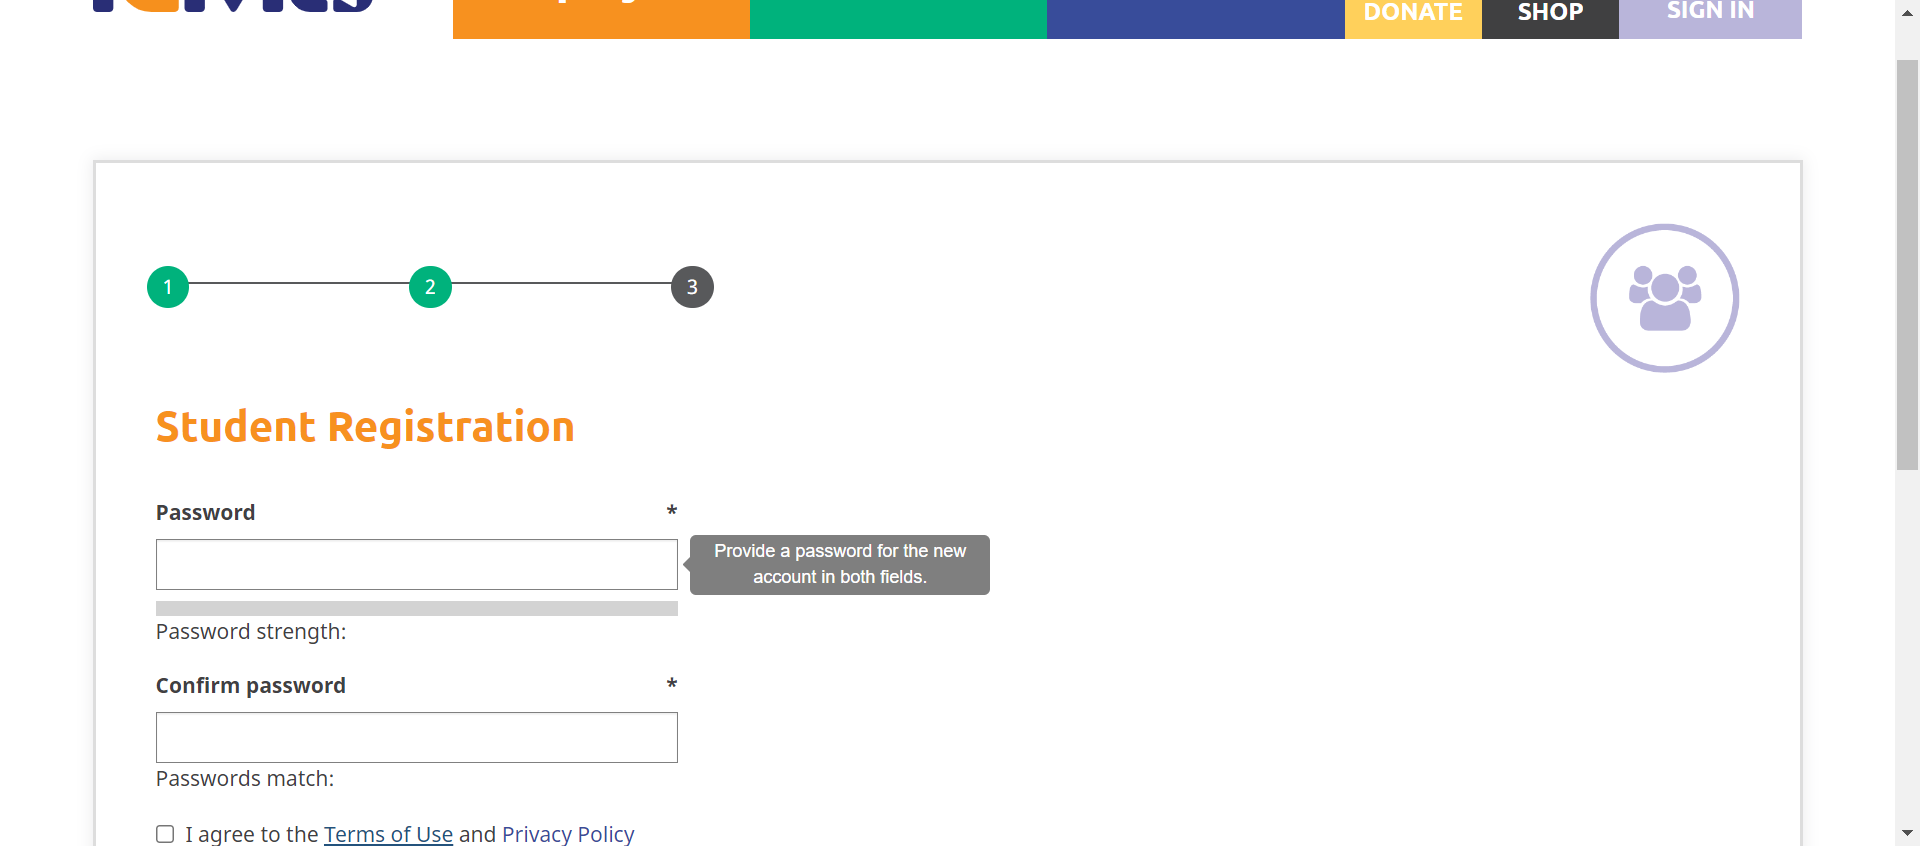 DONATE
SHOP
SIGN IN
1
2
3
Student Registration
Password *
Provide a password for the new
account in both fields.
Password strength:
Confirm password *
Passwords match:
I agree to the Terms of Use and Privacy Policy